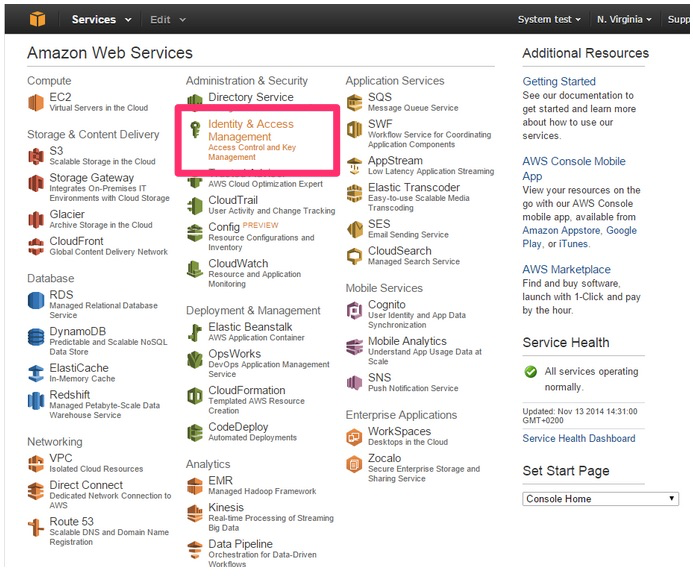 Services
Edit
System test
N. Virginia
Supp
Amazon Web Services
Compute
EC2
Virtual Servers in the Cloud
Storage & Content Delivery
S3
Scalable Storage in the Cloud
Storage Gateway
Integrates On-Premises IT
Environments with Cloud Storage
Glacier
Archive Storage in the Cloud
CloudFront
Global Content Delivery Network
Database
RDS
Managed Relational Database
Service
DynamoDB
Predictable and Scalable NoSQL
Data Store
ElastiCache
In-Memory Cache
Redshift
Managed Petabyte-Scale Data
Warehouse Service
Networking
VPC
Isolated Cloud Resources
Direct Connect
Dedicated Network Connection to
AWS
Route 53
Scalable DNS and Domain Name
Registration
Administration & Security
Directory Service
Identity & Access
Management
Access Control and Key
Management
AWS Cloud Optimization Expert
CloudTrail
User Activity and Change Tracking
Config PREVIEW
Resource Configurations and
Inventory
CloudWatch
Resource and Application
Monitoring
Deployment & Management
Elastic Beanstalk
AWS Application Container
OpsWorks
DevOps Application Management
Service
CloudFormation
Templated AWS Resource
Creation
CodeDeploy
Automated Deployments
Analytics
EMR
Managed Hadoop Framework
Kinesis
Real-time Processing of Streaming
Big Data
Data Pipeline
Orchestration for Data-Driven
Workflows
Application Services
SQS
Message Queue Service
SWF
Workflow Service for Coordinating
Application Components
AppStream
Low Latency Application Streaming
Elastic Transcoder
Easy-to-use Scalable Media
Transcoding
SES
Email Sending Service
CloudSearch
Managed Search Service
Mobile Services
Cognito
User Identity and App Data
Synchronization
Mobile Analytics
Understand App Usage Data at
Scale
SNS
Push Notification Service
Enterprise Applications
WorkSpaces
Desktops in the Cloud
Zocalo
Secure Enterprise Storage and
Sharing Service
Additional Resources
Getting Started
See our documentation to
get started and learn more
about how to use our
services.
AWS Console Mobile
App
View your resources on the
go with our AWS Console
mobile app, available from
Amazon Appstore, Google
Play, or iTunes.
AWS Marketplace
Find and buy software,
launch with 1-Click and pay
by the hour.
Service Health
All services operating
normally.
Updated: Nov 13 2014 14:31:00
GMT+0200
Service Health Dashboard
Set Start Page
Console Home